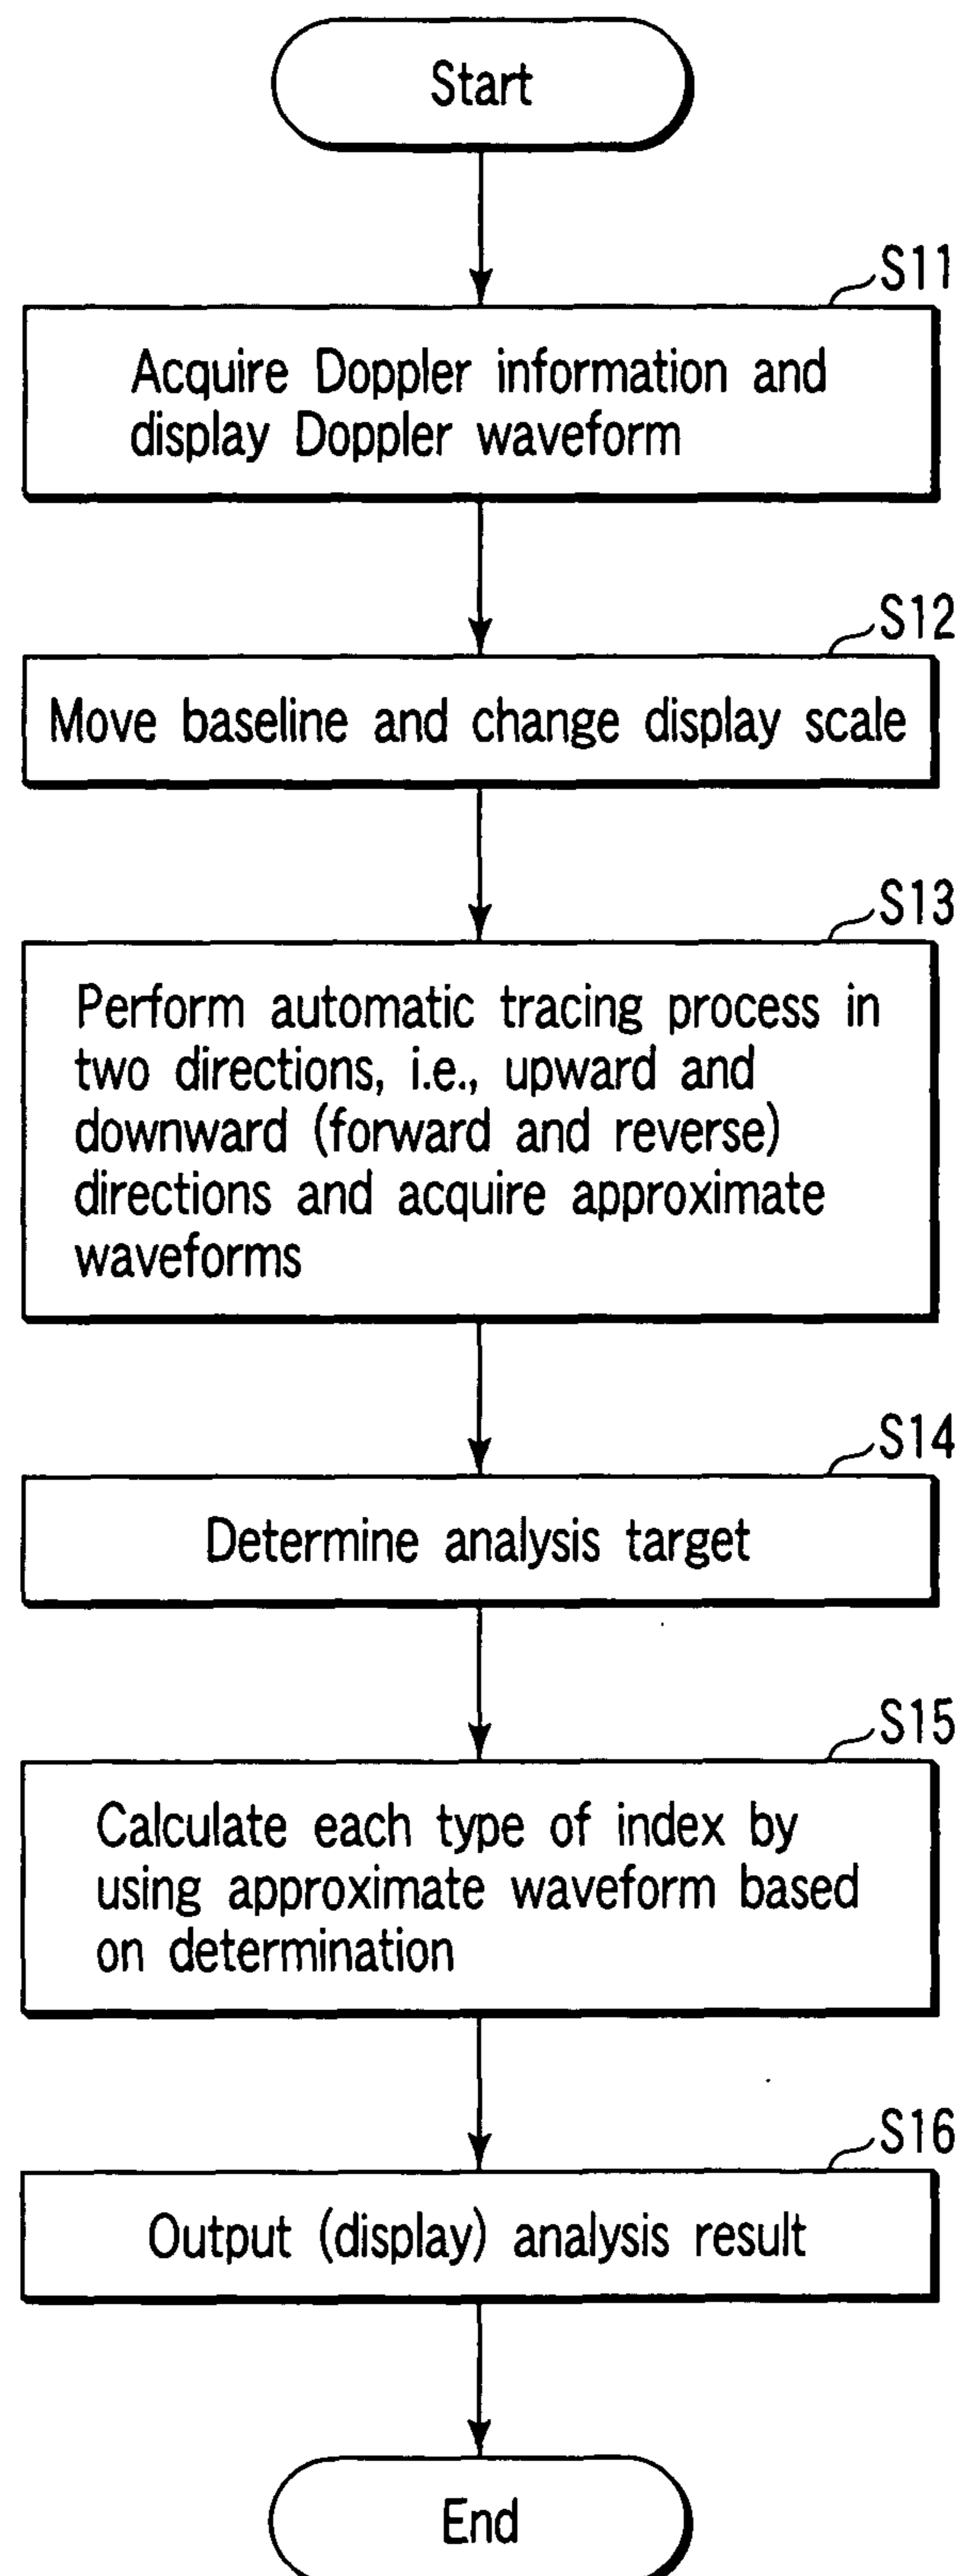 Start
S11
Acquire Doppler information and
display Doppler waveform
S12
Move baseline and change display scale
S13
Perform automatic tracing process in
two directions, i.e., upward and
downward (forward and reverse)
directions and acquire approximate
waveforms
S14
Determine analysis target
S15
Calculate each type of index by
using approximate waveform based
on determination
S16
Output (display) analysis result
End